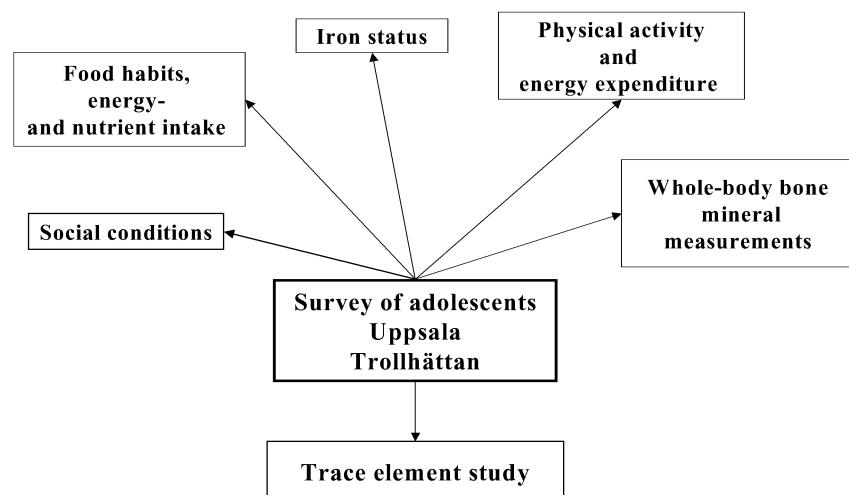 Iron status
Physical activity
and
energy expenditure
Food habits,
energy-
and nutrient intake
Whole-body bone
mineral
measurements
Social conditions
Survey of adolescents
Uppsala
Trollhättan
Trace element study